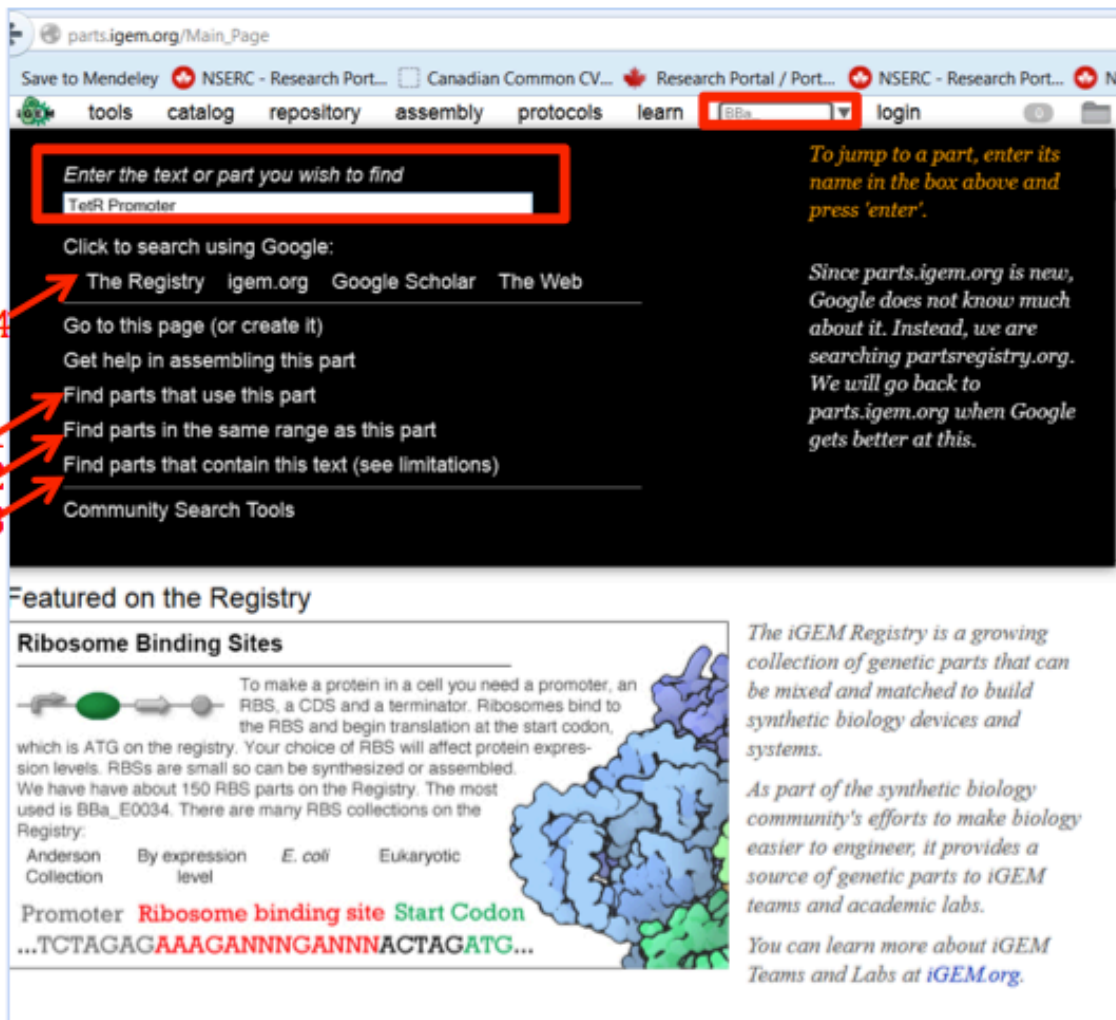 parts.igem.org/Main_Page
Save to Mendeley NSERC - Research Port... Canadian Common CV... Research Portal / Port... NSERC - Research Port... N
iGEM tools catalog repository assembly protocols learn BBa_ login 0
Enter the text or part you wish to find
TetR Promoter
Click to search using Google:
The Registry igem.org Google Scholar The Web
4
Go to this page (or create it)
Get help in assembling this part
Find parts that use this part
Find parts in the same range as this part
Find parts that contain this text (see limitations)
Community Search Tools
To jump to a part, enter its
name in the box above and
press 'enter'.
Since parts.igem.org is new,
Google does not know much
about it. Instead, we are
searching partsregistry.org.
We will go back to
parts.igem.org when Google
gets better at this.
Featured on the Registry
Ribosome Binding Sites
To make a protein in a cell you need a promoter, an
RBS, a CDS and a terminator. Ribosomes bind to
the RBS and begin translation at the start codon,
which is ATG on the registry. Your choice of RBS will affect protein expres-
sion levels. RBSs are small so can be synthesized or assembled.
We have have about 150 RBS parts on the Registry. The most
used is BBa_E0034. There are many RBS collections on the
Registry:
Anderson Collection By expression level E. coli Eukaryotic
Promoter Ribosome binding site Start Codon
...TCTAGAGAAAGANNNGANNNACTAGATG...
The iGEM Registry is a growing
collection of genetic parts that can
be mixed and matched to build
synthetic biology devices and
systems.
As part of the synthetic biology
community's efforts to make biology
easier to engineer, it provides a
source of genetic parts to iGEM
teams and academic labs.
You can learn more about iGEM
Teams and Labs at iGEM.org.